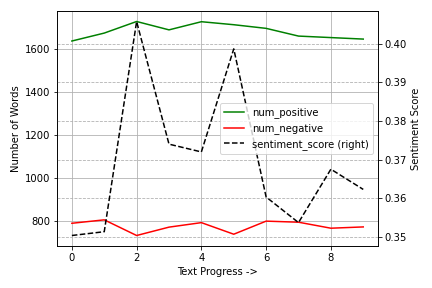 1600
1400
1200
1000
800
0.40
0.39
0.38
0.37
0.36
0.35
0 2 4 6 8
Number of Words
Sentiment Score
Text Progress ->
num_positive
num_negative
sentiment_score (right)